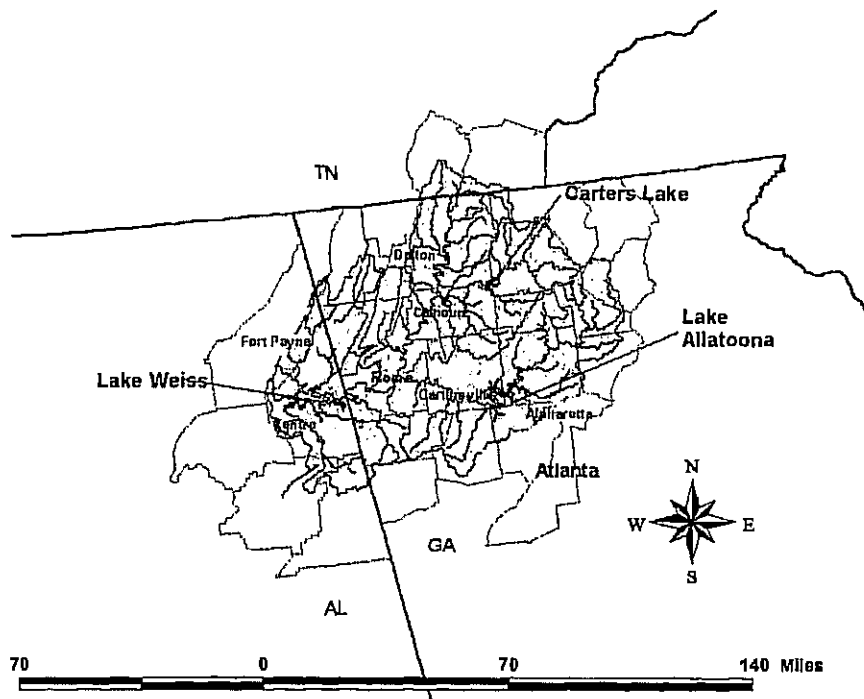 TN
Carters Lake
Dalton
Calhoun
Lake
Allatoona
Fort Payne
Lake Weiss
Rome
Cartersville
Alpharetta
Centre
Atlanta
N
W E
S
GA
AL
70 0 70 140 Miles